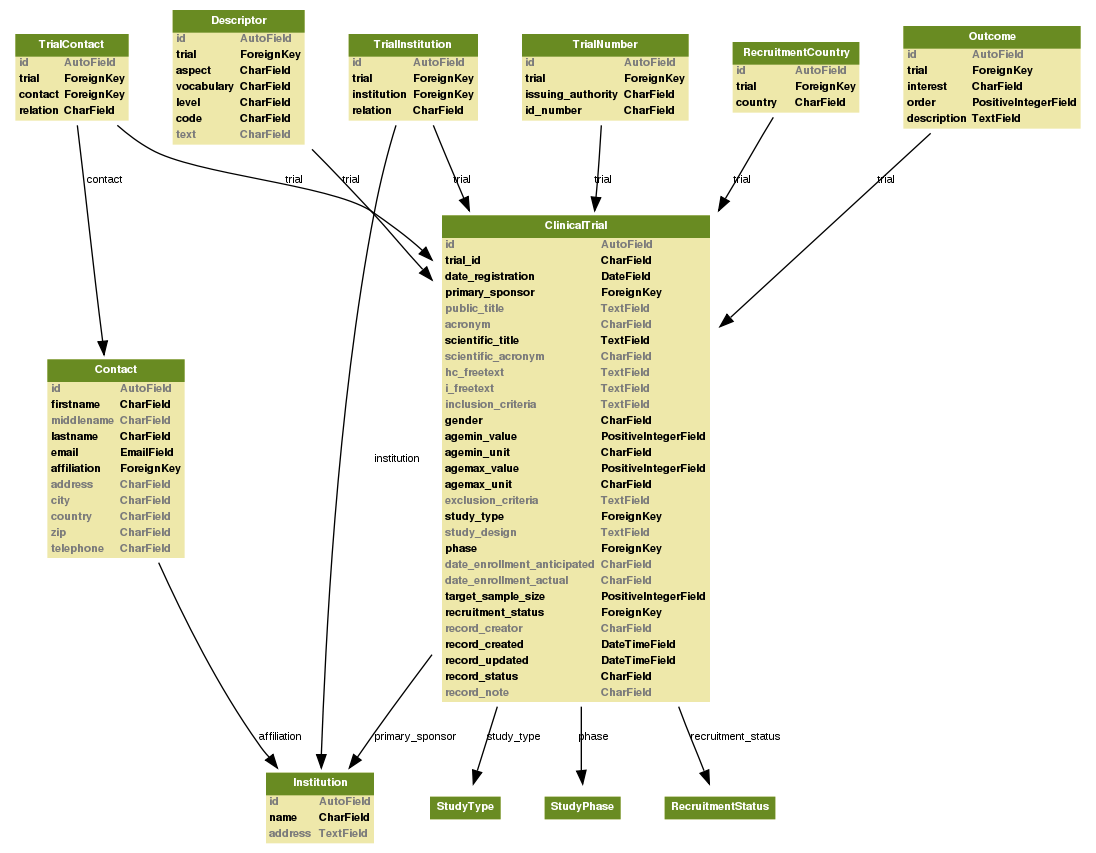 TrialContact
id AutoField
trial ForeignKey
contact ForeignKey
relation CharField
Descriptor
id AutoField
trial ForeignKey
aspect CharField
vocabulary CharField
level CharField
code CharField
text CharField
TrialInstitution
id AutoField
trial ForeignKey
institution ForeignKey
relation CharField
TrialNumber
id AutoField
trial ForeignKey
issuing_authority CharField
id_number CharField
RecruitmentCountry
id AutoField
trial ForeignKey
country CharField
Outcome
id AutoField
trial ForeignKey
interest CharField
order PositiveIntegerField
description TextField
contact
trial
trial
trial
trial
trial
trial
ClinicalTrial
id AutoField
trial_id CharField
date_registration DateField
primary_sponsor ForeignKey
public_title TextField
acronym CharField
scientific_title TextField
scientific_acronym CharField
hc_freetext TextField
i_freetext TextField
inclusion_criteria TextField
gender CharField
agemin_value PositiveIntegerField
agemin_unit CharField
agemax_value PositiveIntegerField
agemax_unit CharField
exclusion_criteria TextField
study_type ForeignKey
study_design TextField
phase ForeignKey
date_enrollment_anticipated CharField
date_enrollment_actual CharField
target_sample_size PositiveIntegerField
recruitment_status ForeignKey
record_creator CharField
record_created DateTimeField
record_updated DateTimeField
record_status CharField
record_note CharField
Contact
id AutoField
firstname CharField
middlename CharField
lastname CharField
email EmailField
affiliation ForeignKey
address CharField
city CharField
country CharField
zip CharField
telephone CharField
institution
affiliation
primary_sponsor
study_type
phase
recruitment_status
Institution
id AutoField
name CharField
address TextField
StudyType
StudyPhase
RecruitmentStatus